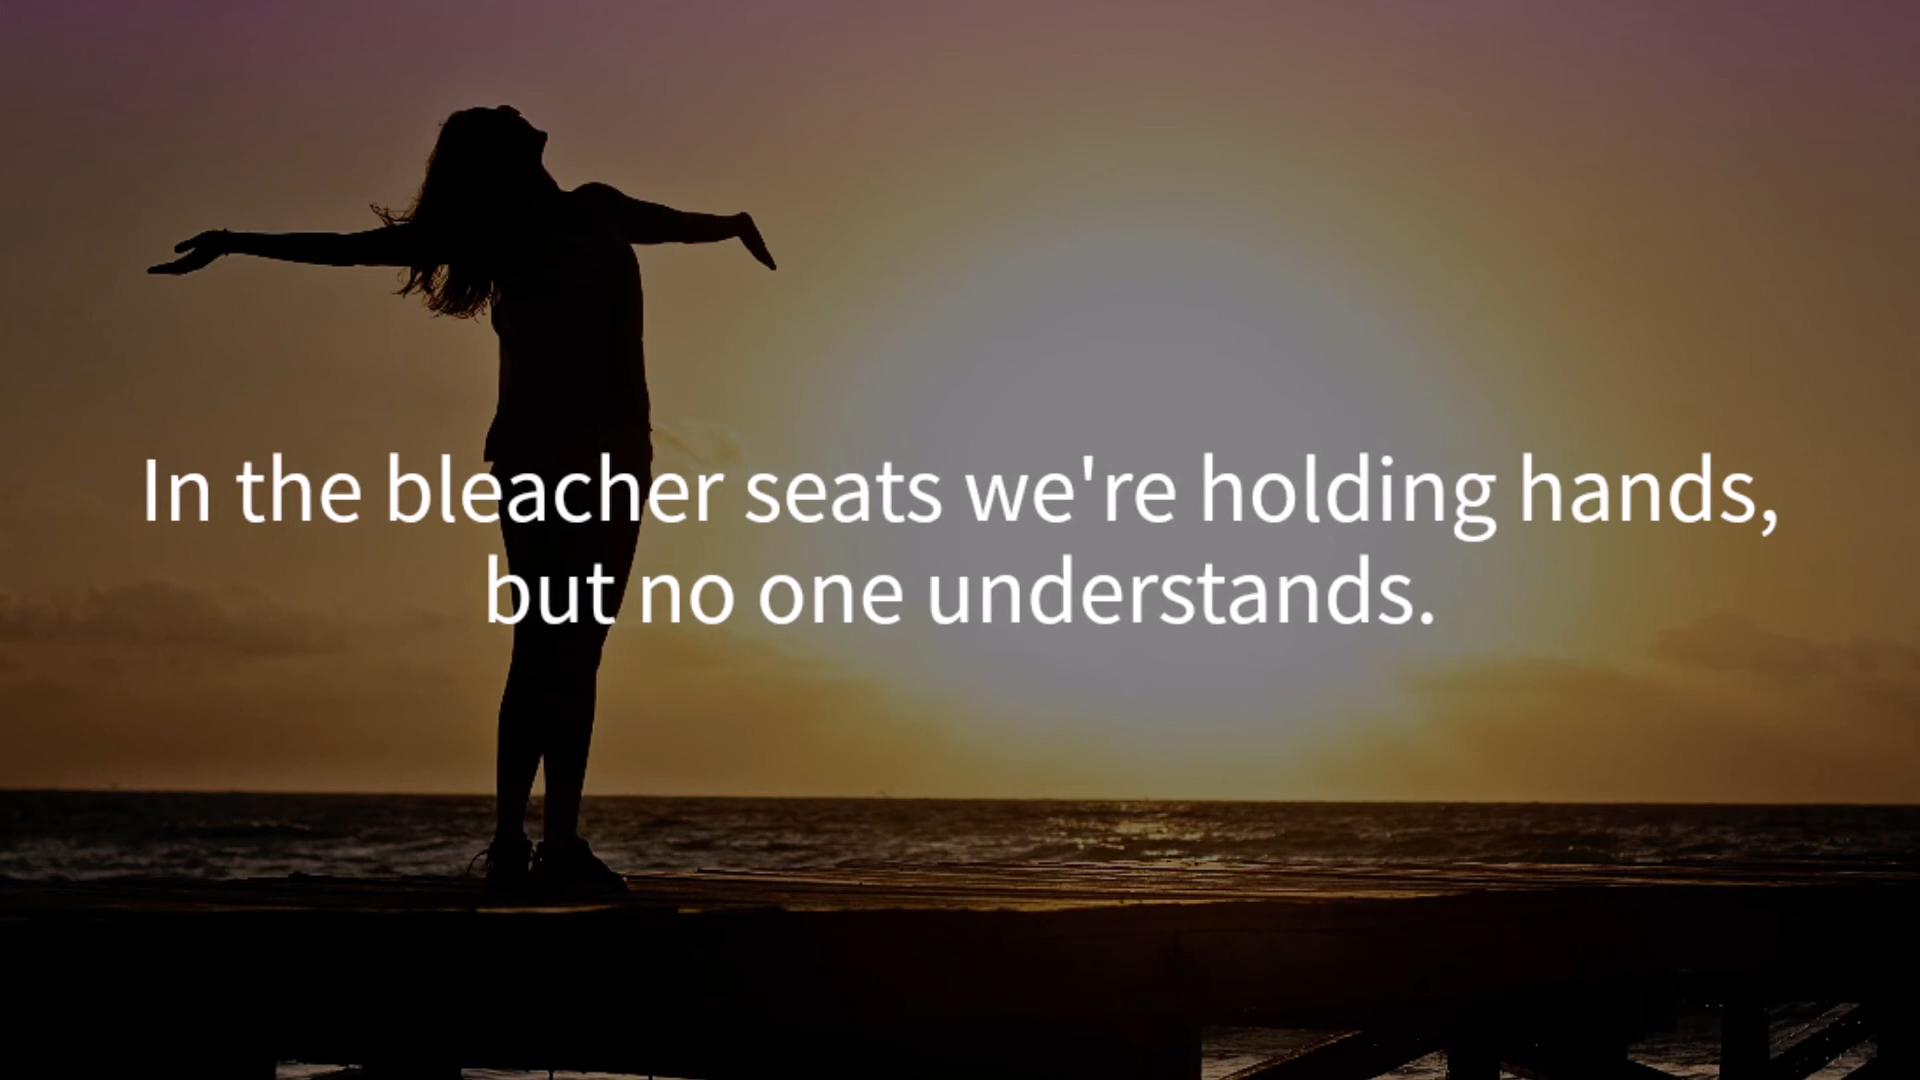 In the bleacher seats we're holding hands,
but no one understands.